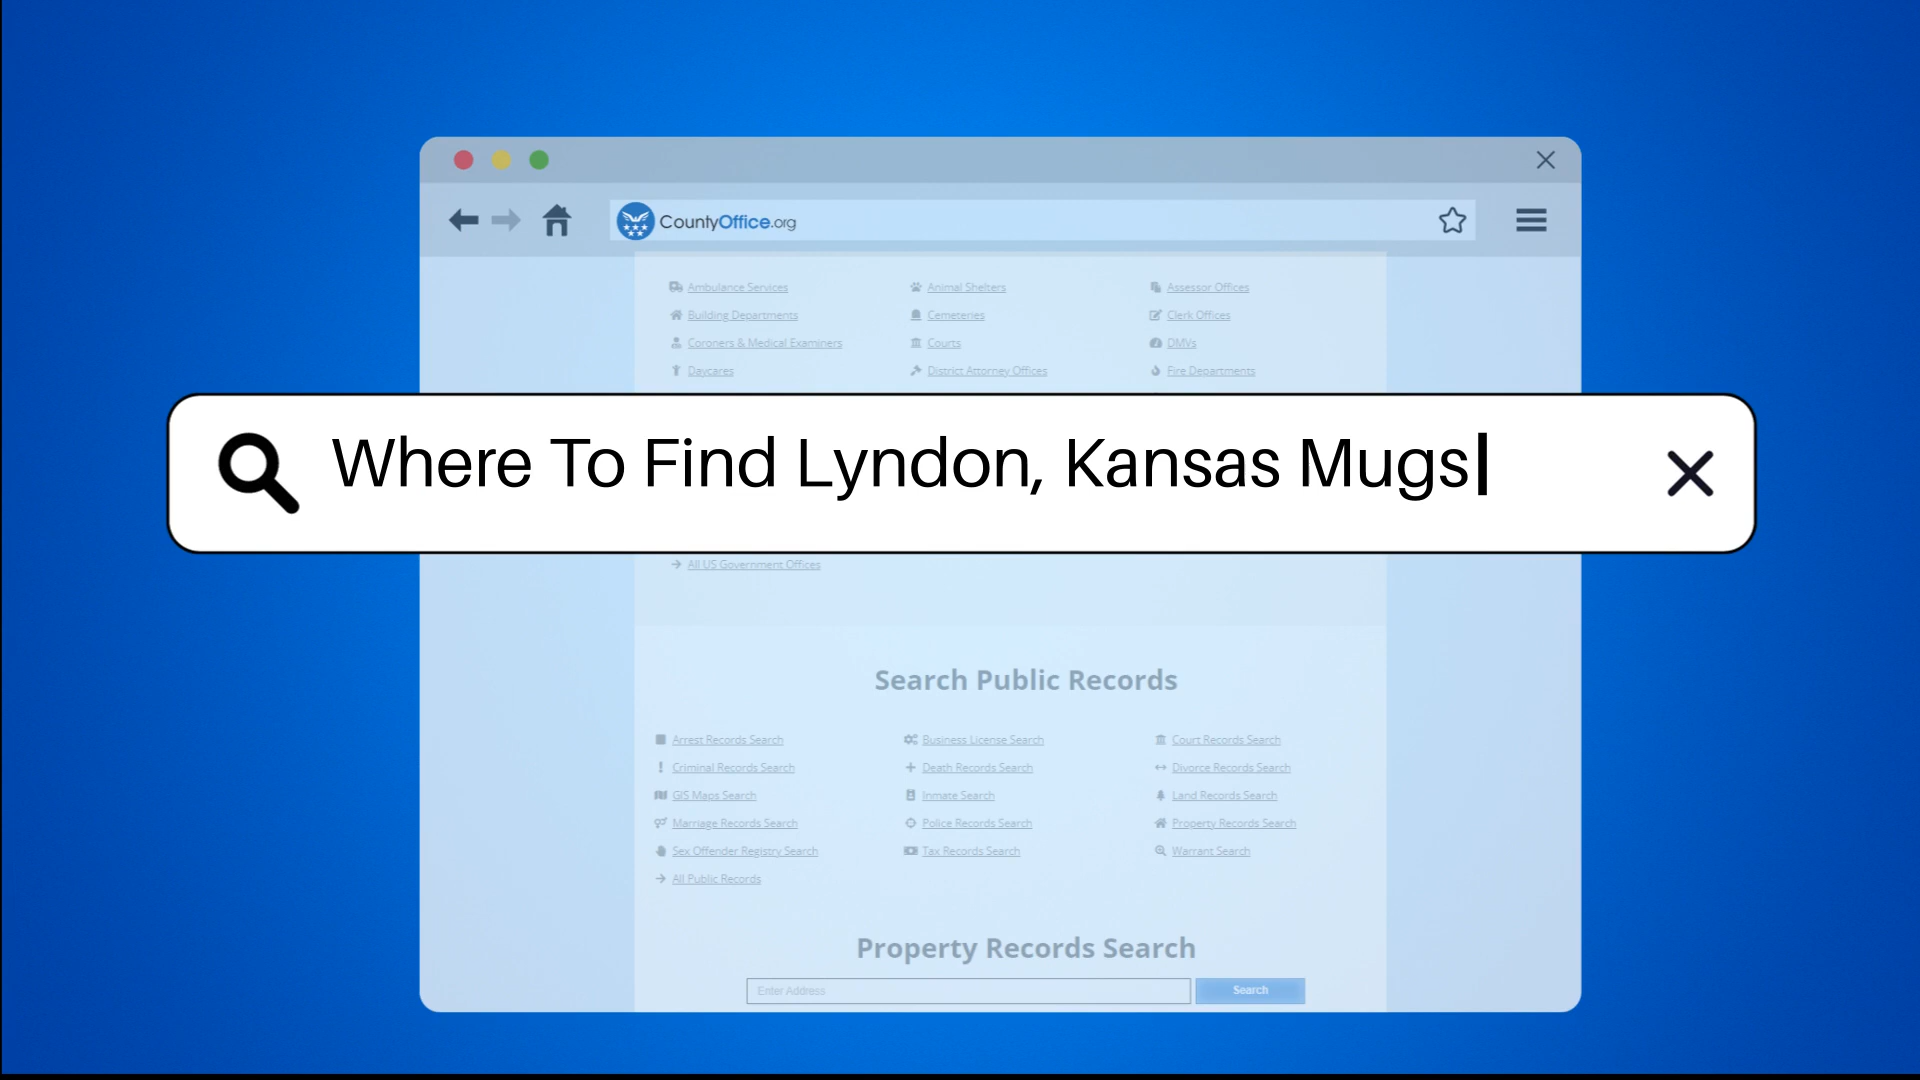 CountyOffice.org
Ambulance Services Animal Shelters Assessor Offices
Building Departments Cemeteries Clerk Offices
Coroners & Medical Examiners Courts DMVs
Daycares District Attorney Offices Fire Departments
Where To Find Lyndon, Kansas Mugs
All US Government Offices
Search Public Records
Arrest Records Search Business License Search Court Records Search
Criminal Records Search Death Records Search Divorce Records Search
GIS Maps Search Inmate Search Land Records Search
Marriage Records Search Police Records Search Property Records Search
Sex Offender Registry Search Tax Records Search Warrant Search
All Public Records
Property Records Search
Enter Address Search